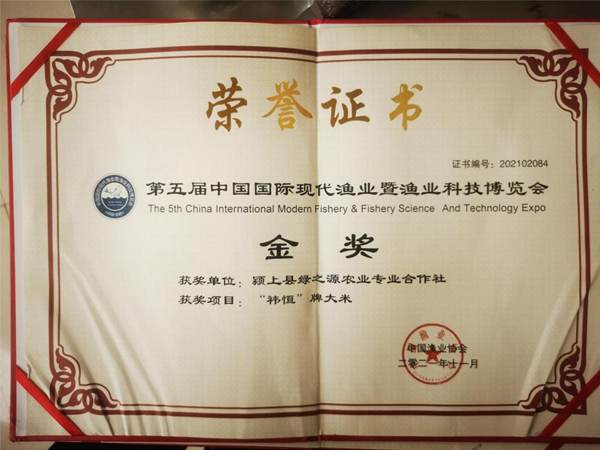 荣誉证书
证书编号：202102084
第五届中国国际现代渔业暨渔业科技博览会
The 5th China International Modern Fishery & Fishery Science And Technology Expo
金奖
获奖单位：颍上县绿之源农业专业合作社
获奖项目：“祎恒”牌大米
中国渔业协会
二零二一年十一月